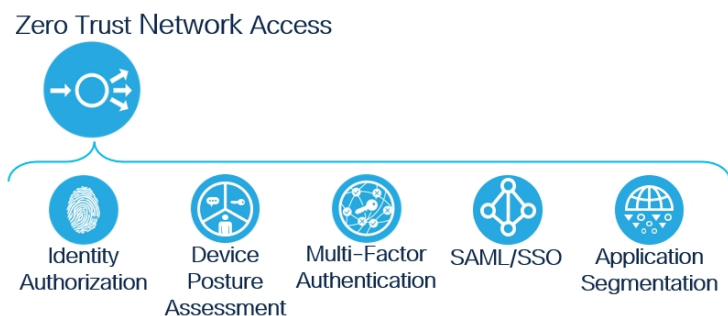 Zero Trust Network Access
Identity
Authorization
Device
Posture
Assessment
Multi-Factor
Authentication
SAML/SSO
Application
Segmentation